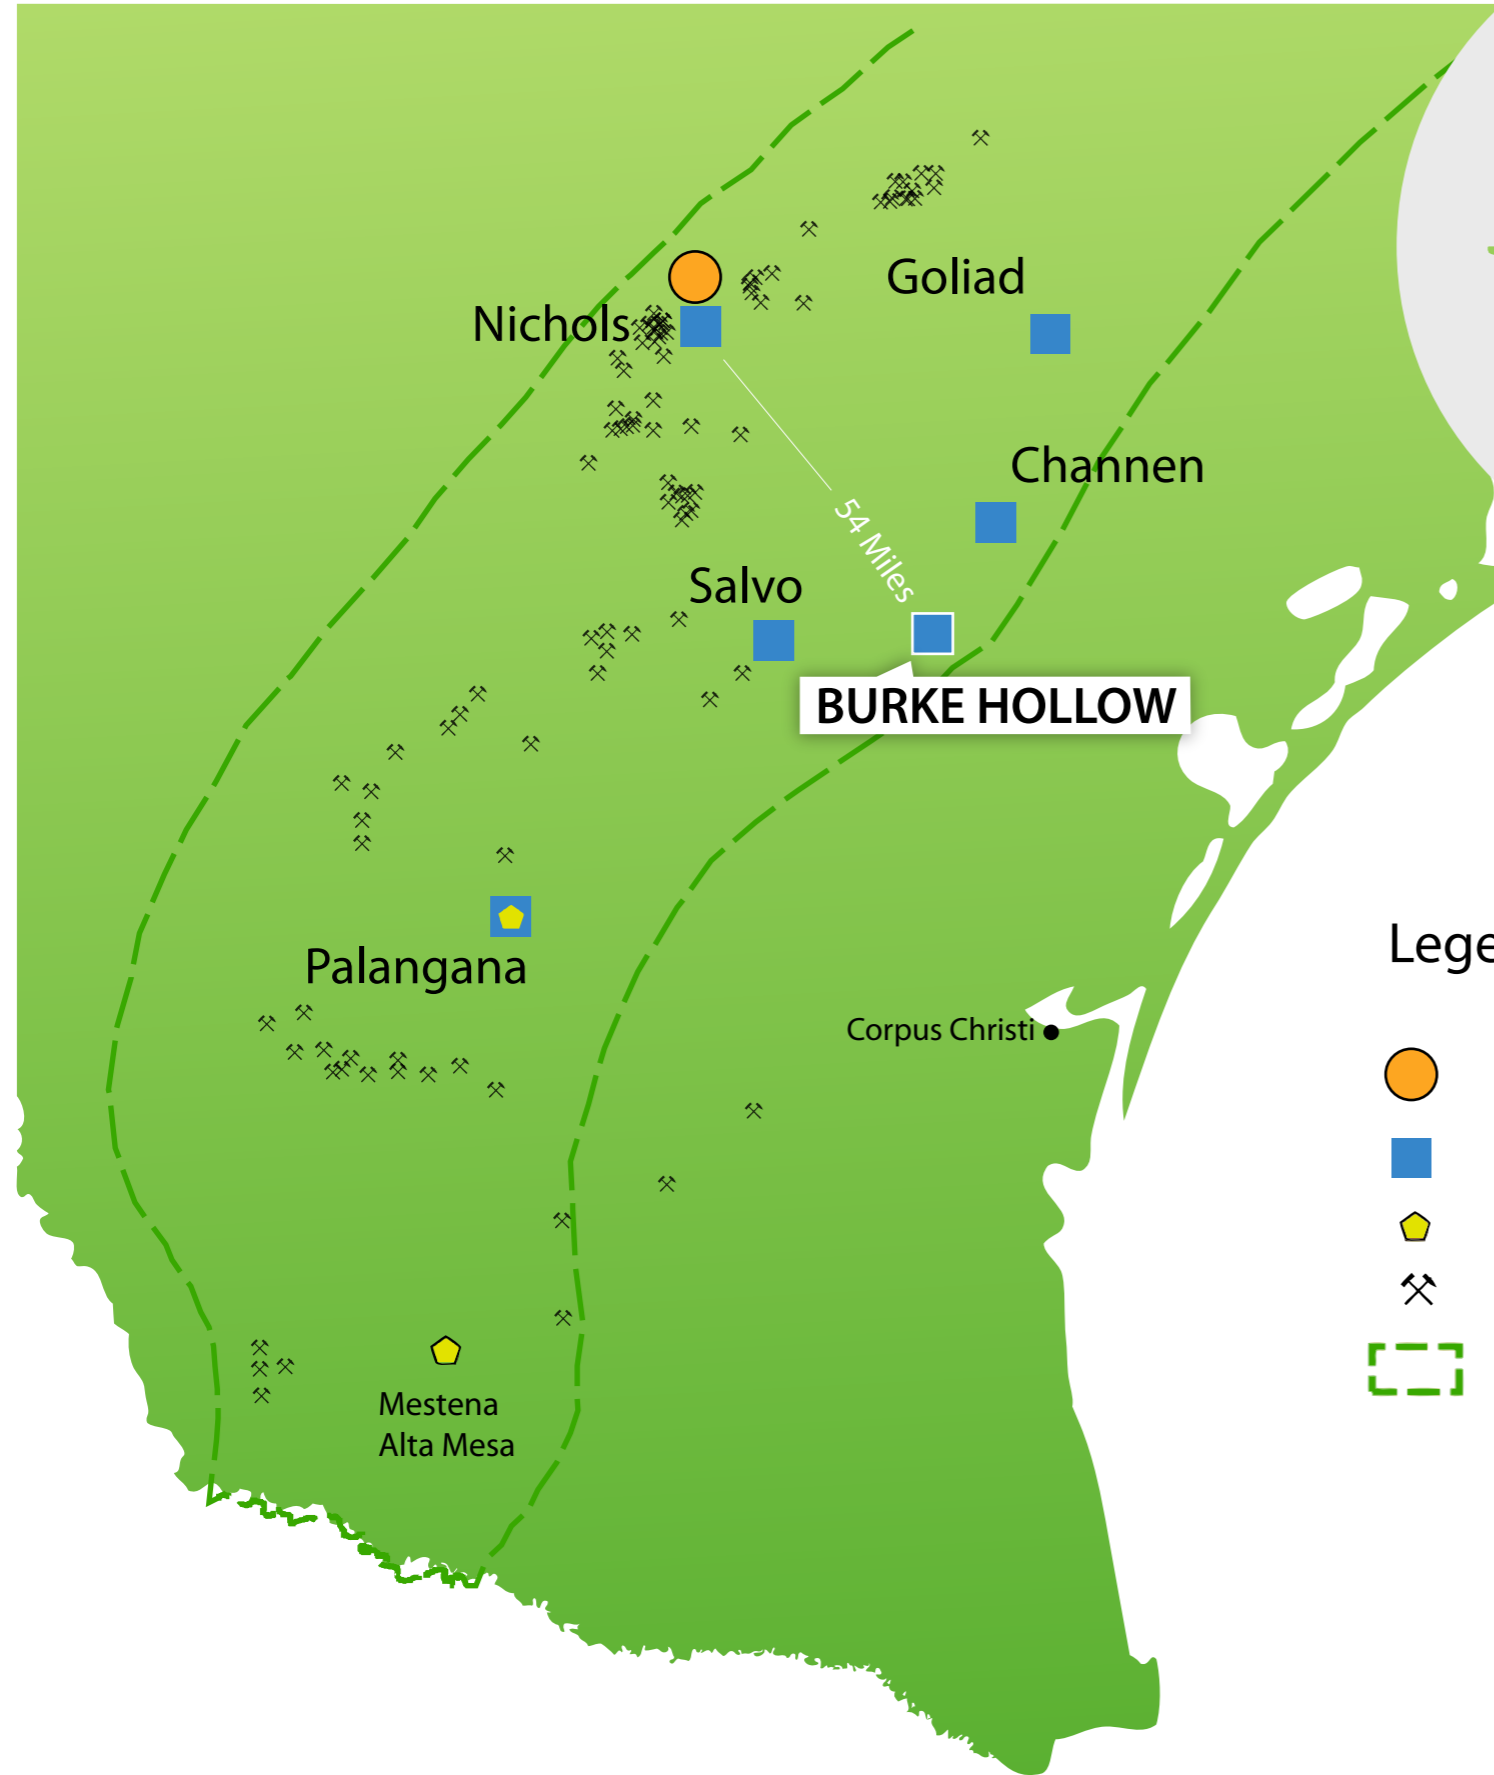 Goliad
Nichols
Channen
54 Miles
Salvo
BURKE HOLLOW
Palangana
Lege
Corpus Christi
Mestena
Alta Mesa